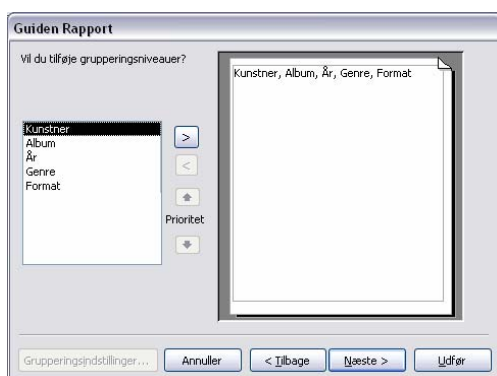 Guiden Rapport
Vil du tilføje grupperingsniveauer?
Kunstner, Album, År, Genre, Format
Kunstner
Album
År
Genre
Format
>
<
Prioritet
Grupperingsindstillinger...
Annuller
< Tilbage
Næste >
Udfør